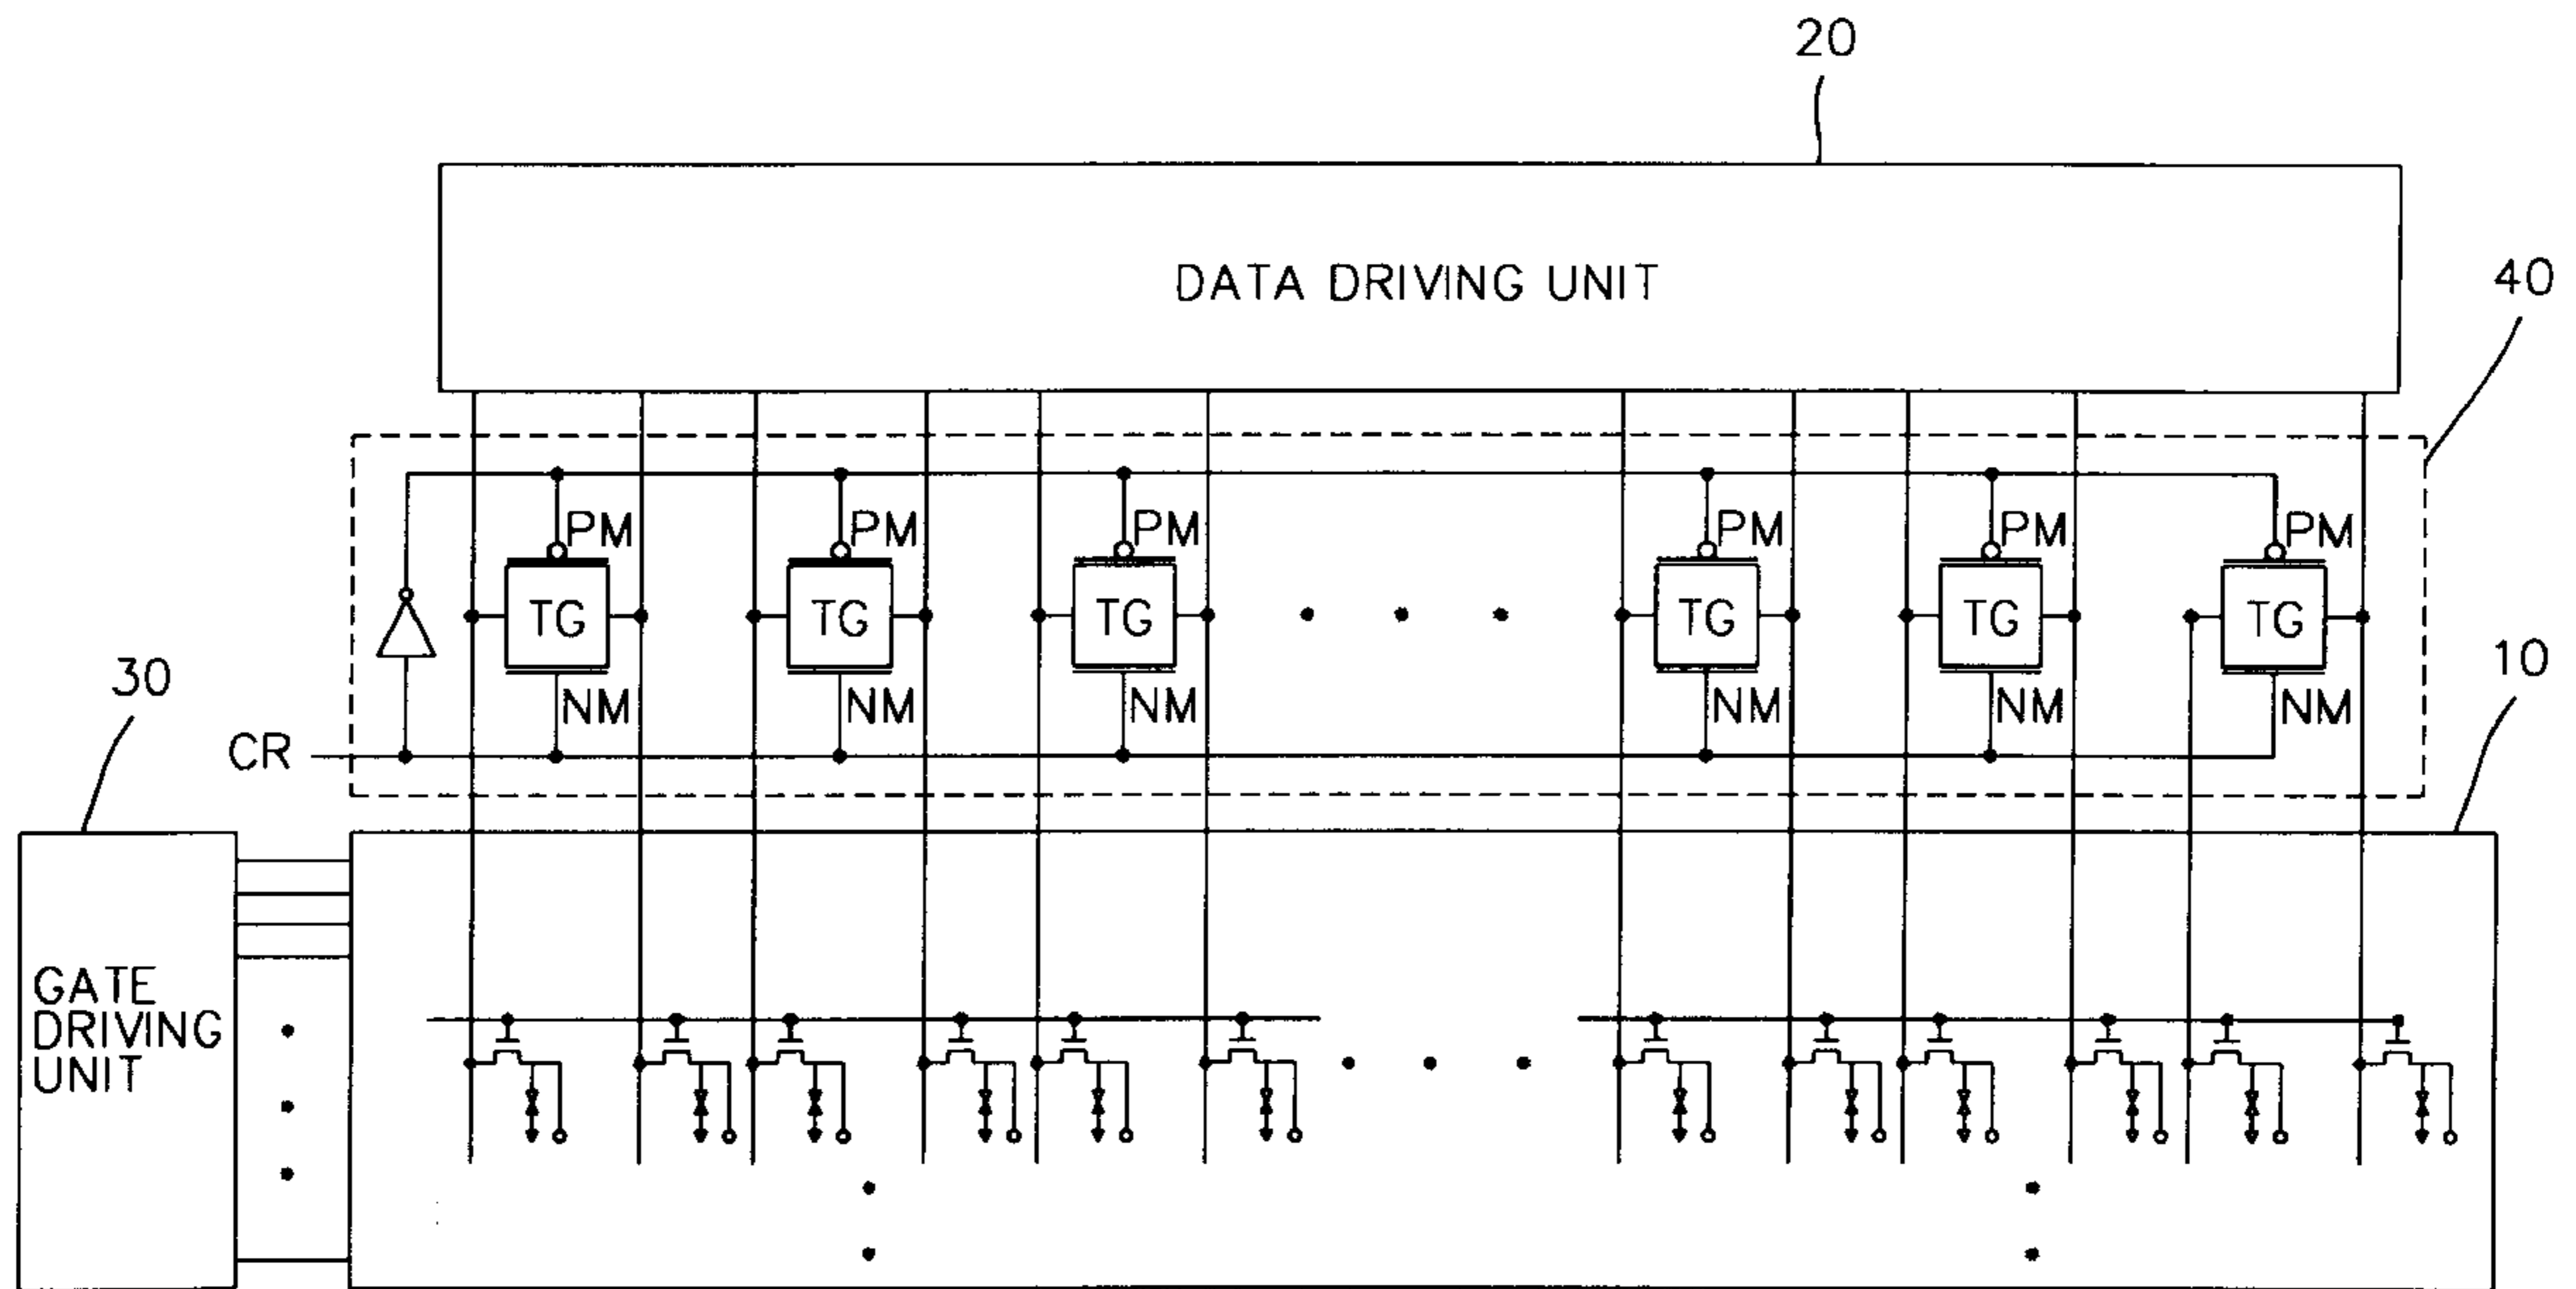 20
DATA DRIVING UNIT
40
PM PM PM PM PM PM
TG TG TG TG TG TG
10
30
NM NM NM NM NM NM
CR
GATE
DRIVING
UNIT